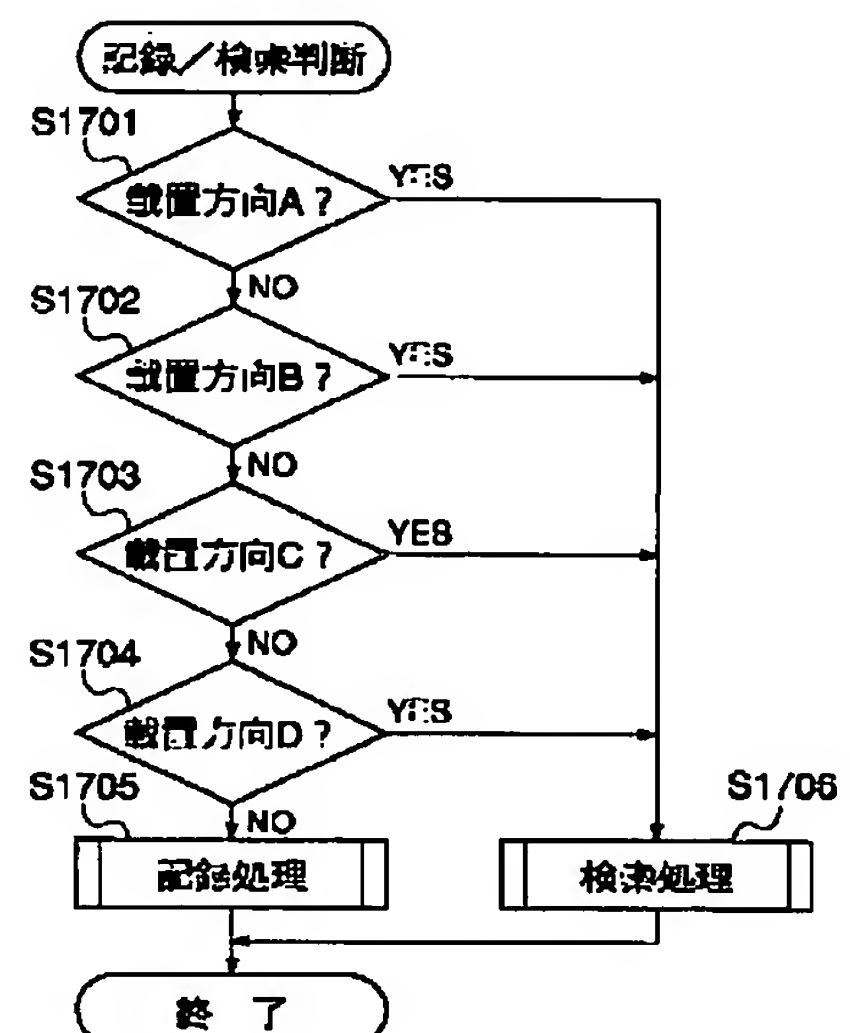 記録／検索判断
S1701
載置方向A？
YES
NO
S1702
載置方向B？
YES
NO
S1703
載置方向C？
YES
NO
S1704
載置方向D？
YES
NO
S1705
記録処理
S1706
検索処理
終 了